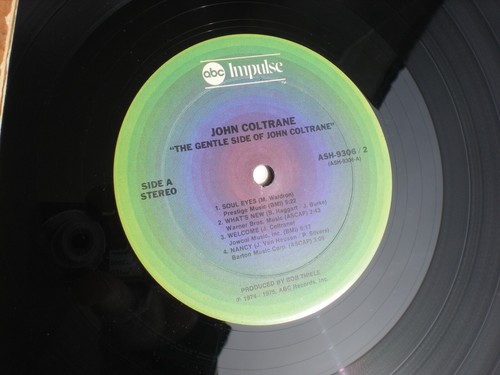 abc Impulse
JOHN COLTRANE
"THE GENTLE SIDE OF JOHN COLTRANE"
ASH-9306/2
(ASH-9306-A)
SIDE A
STEREO
1. SOUL EYES (M. Waldron)
Prestige Music (BMI) 5:22
2. WHAT'S NEW (B. Haggart - J. Burke)
Warner Bros. Music (ASCAP) 3:43
3. WELCOME (J. Coltrane)
Jowcol Music, Inc. (BMI) 5:17
4. NANCY (J. Van Heusen - P. Silvers)
Barton Music Corp. (ASCAP) 3:08
PRODUCED BY BOB THIELE
℗ 1974 - 1975, ABC Records, Inc.